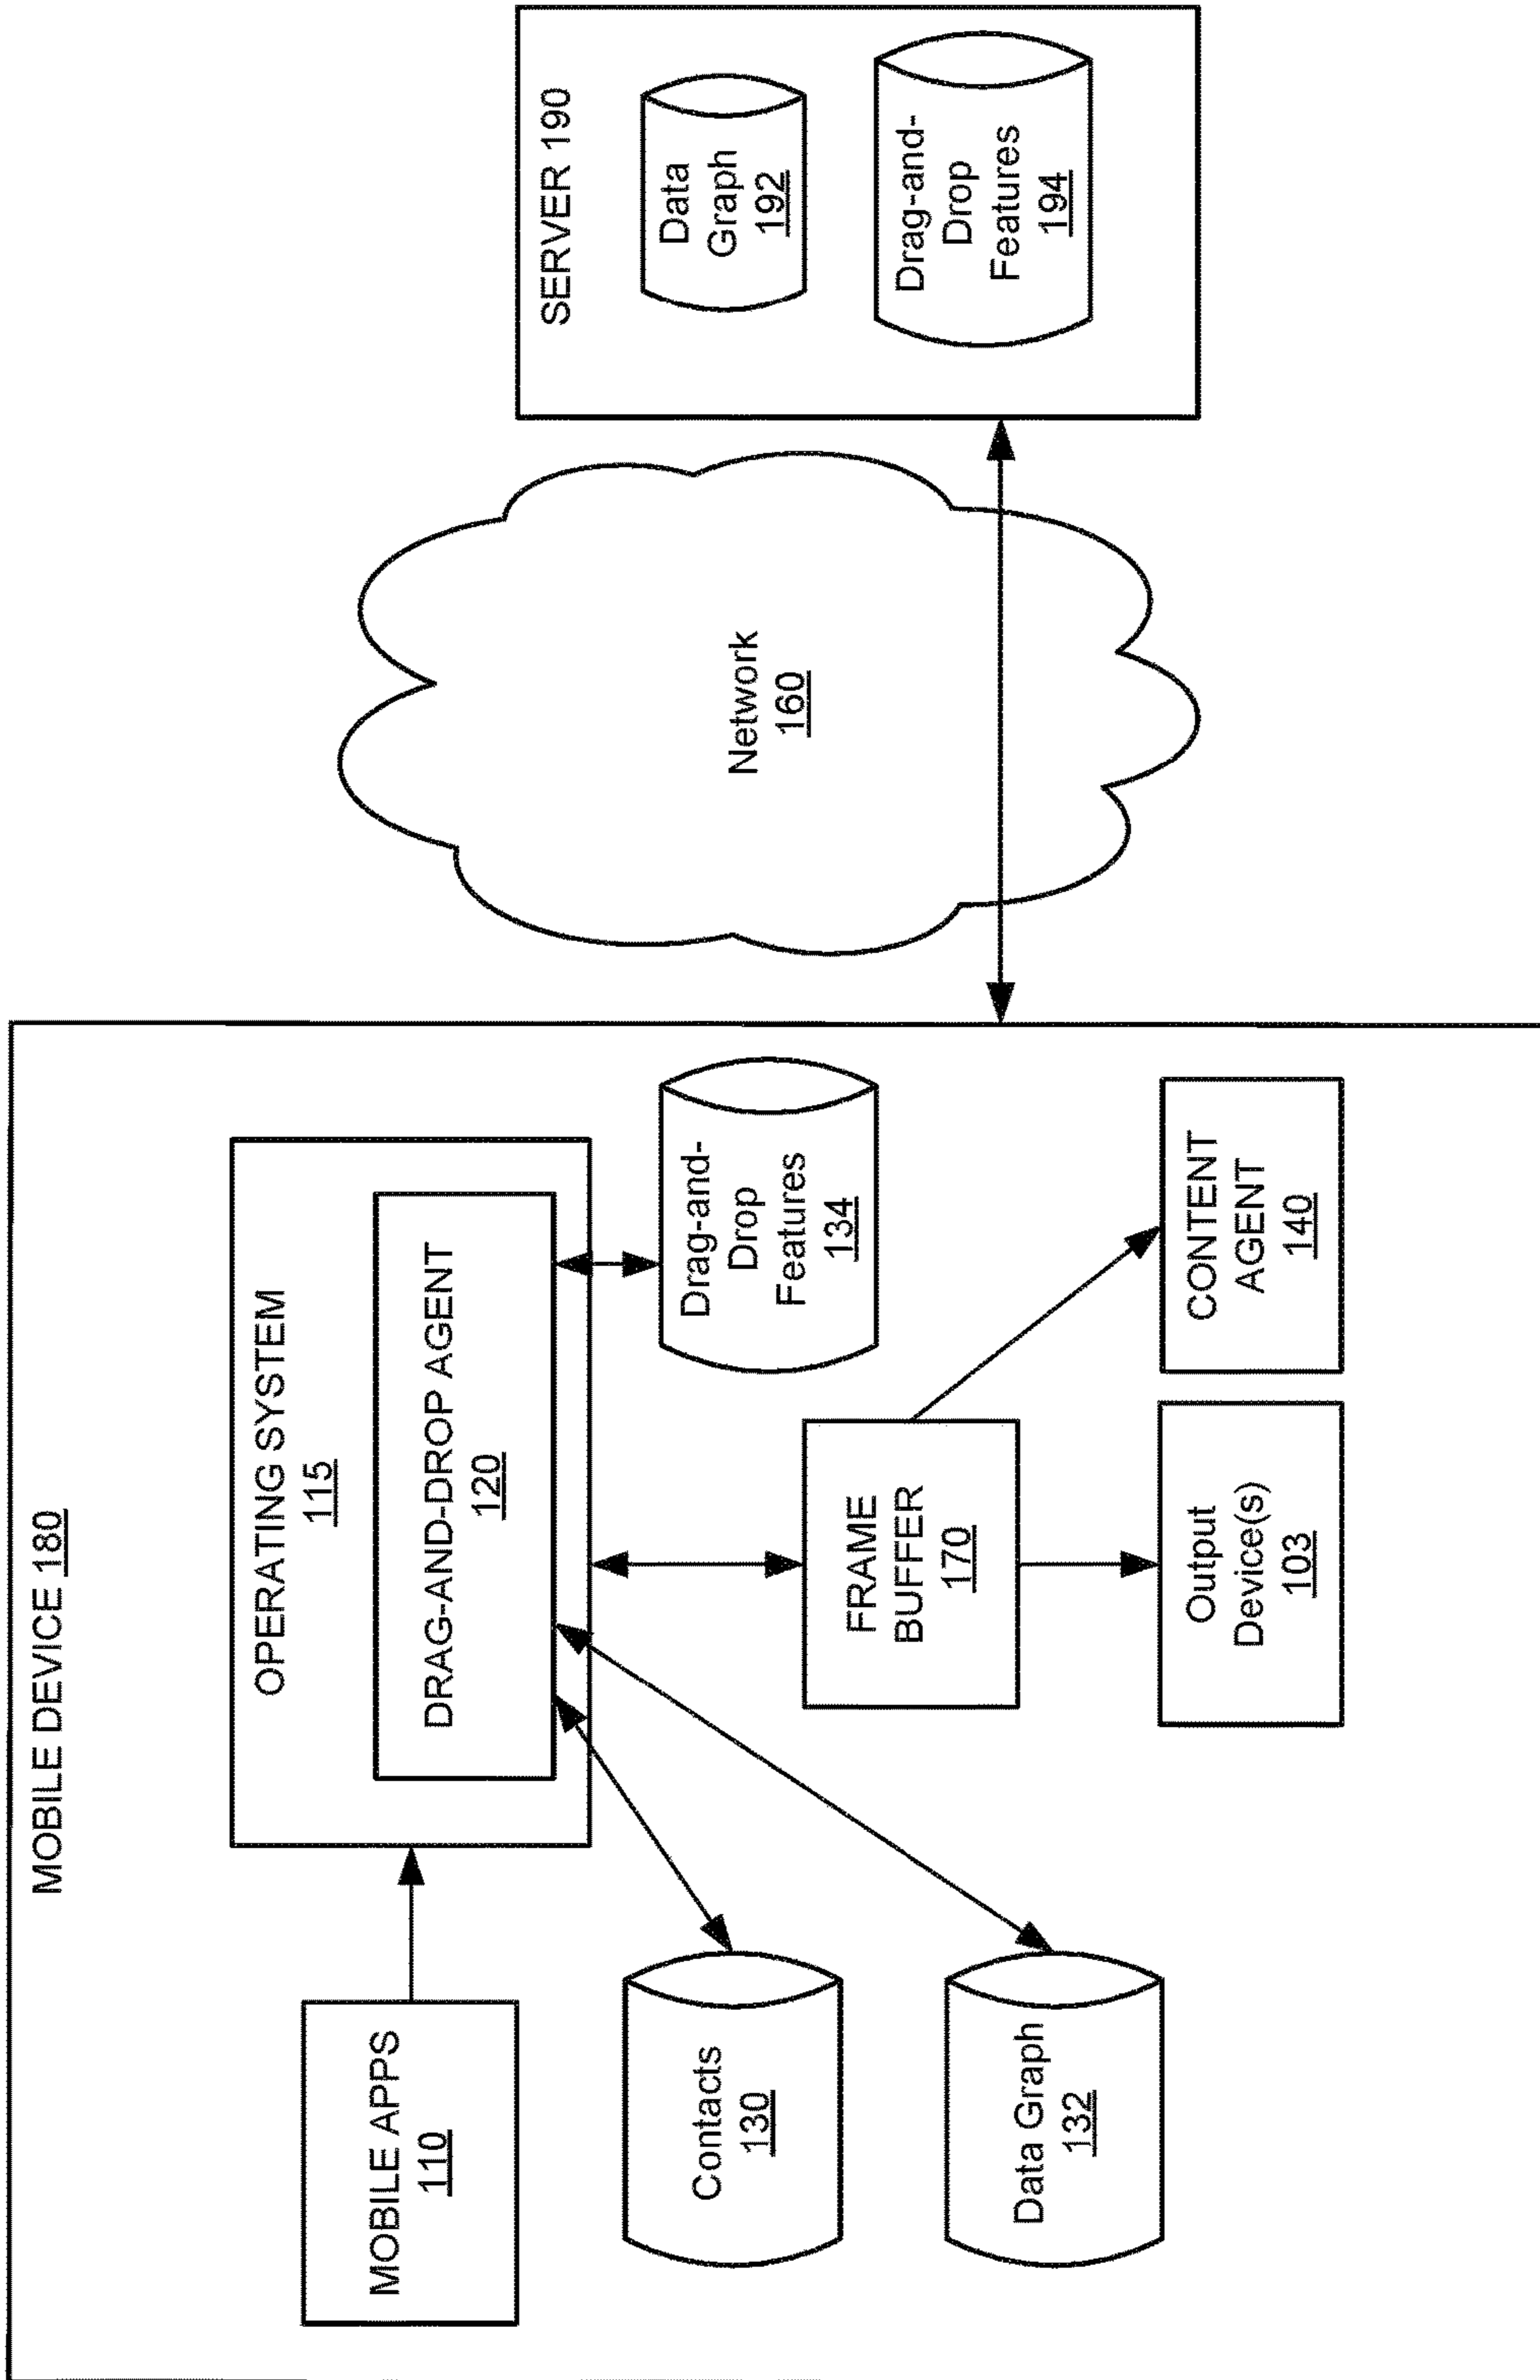 MOBILE DEVICE 180
MOBILE APPS
110
OPERATING SYSTEM
115
DRAG-AND-DROP AGENT
120
Contacts
130
Data Graph
132
Drag-and-
Drop
Features
134
FRAME
BUFFER
170
Output
Device(s)
103
CONTENT
AGENT
140
Network
160
SERVER 190
Data
Graph
192
Drag-and-
Drop
Features
194